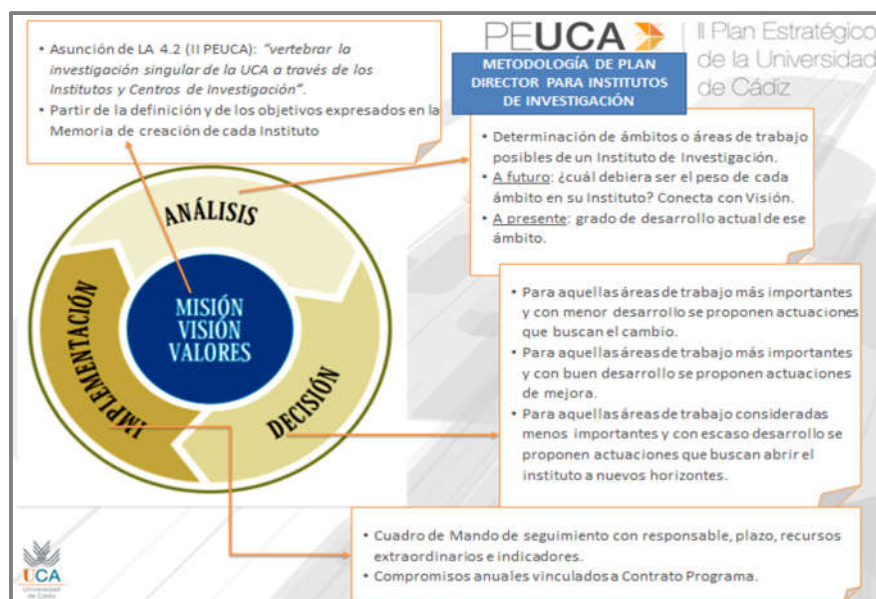 • Asunción de LA 4.2 (II PEUCA): "vertebrar la
investigación singular de la UCA a través de los
Institutos y Centros de Investigación".
• Partir de la definición y de los objetivos expresados en la
Memoria de creación de cada Instituto
PEUCA
II Plan Estratégico
de la Universidad
de Cádiz
METODOLOGÍA DE PLAN
DIRECTOR PARA INSTITUTOS
DE INVESTIGACIÓN
• Determinación de ámbitos o áreas de trabajo
posibles de un Instituto de Investigación.
• A futuro: ¿cuál debiera ser el peso de cada
ámbito en su Instituto? Conecta con Visión.
• A presente: grado de desarrollo actual de ese
ámbito.
ANÁLISIS
MISIÓN
VISIÓN
VALORES
IMPLEMENTACIÓN
DECISIÓN
• Para aquellas áreas de trabajo más importantes
y con menor desarrollo se proponen actuaciones
que buscan el cambio.
• Para aquellas áreas de trabajo más importantes
y con buen desarrollo se proponen actuaciones
de mejora.
• Para aquellas áreas de trabajo consideradas
menos importantes y con escaso desarrollo se
proponen actuaciones que buscan abrir el
instituto a nuevos horizontes.
• Cuadro de Mando de seguimiento con responsable, plazo, recursos
extraordinarios e indicadores.
• Compromisos anuales vinculados a Contrato Programa.
UCA
Universidad
de Cádiz